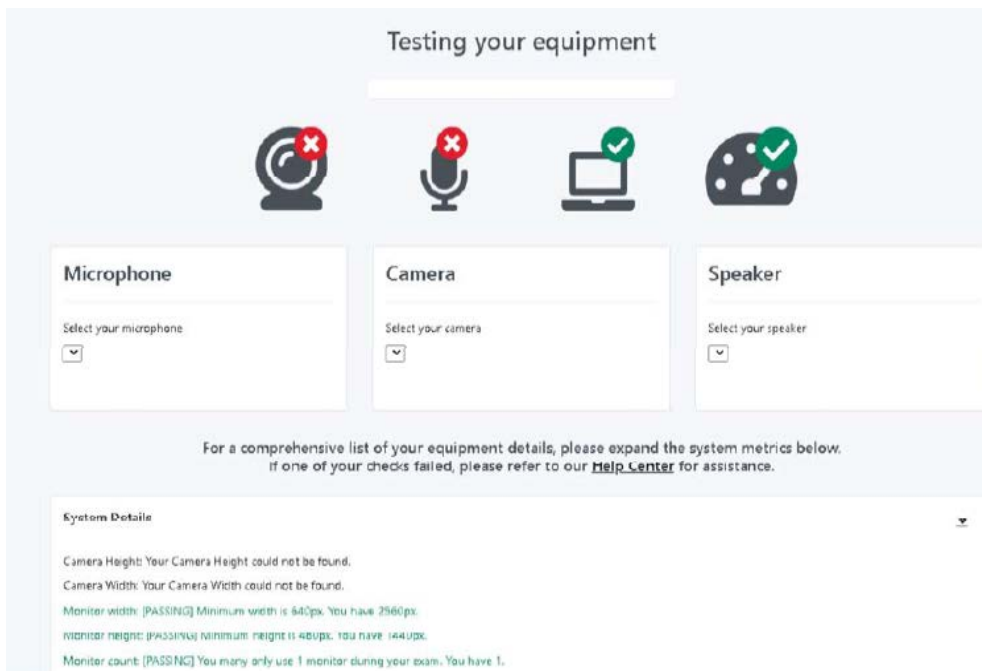 Testing your equipment
Microphone
Camera
Speaker
Select your microphone
Select your camera
Select your speaker
For a comprehensive list of your equipment details, please expand the system metrics below.
If one of your checks failed, please refer to our Help Center for assistance.
System Details
Camera Height: Your Camera Height could not be found.
Camera Width: Your Camera Width could not be found.
Monitor width: [PASSING] Minimum width is 640px. You have 2560px.
Monitor height: [PASSING] Minimum height is 480px. You have 1440px.
Monitor count: [PASSING] You many only use 1 monitor during your exam. You have 1.